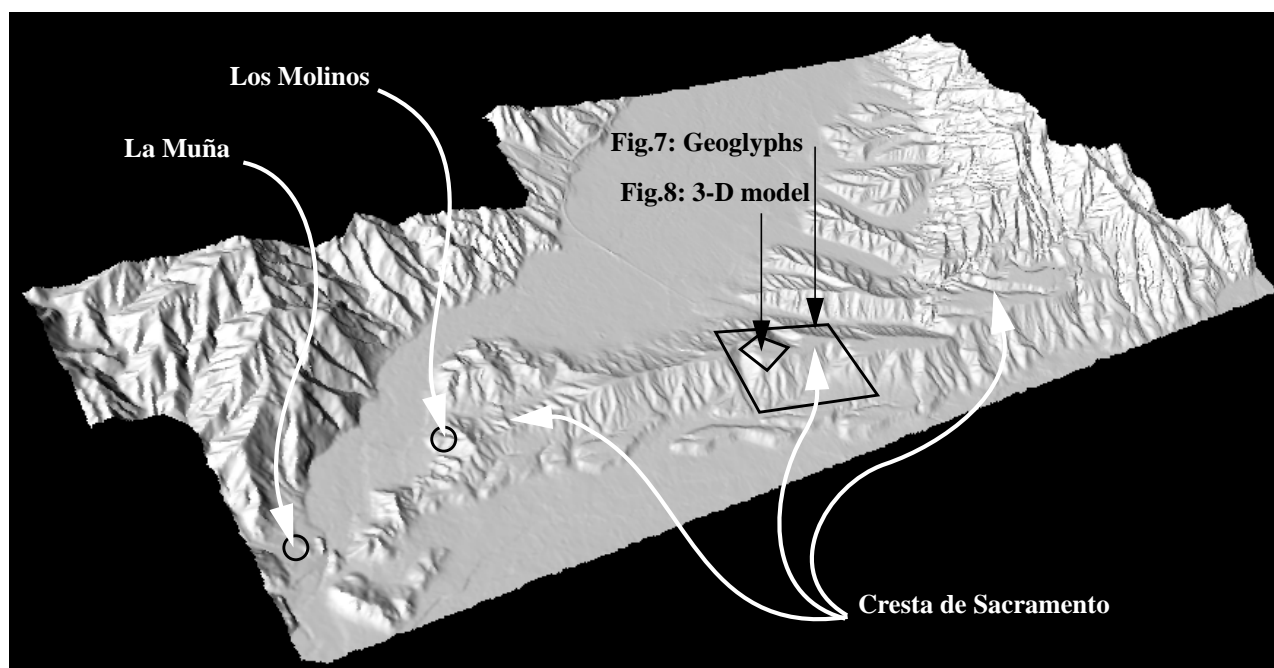 Los Molinos
La Muña
Fig.7: Geoglyphs
Fig.8: 3-D model
Cresta de Sacramento